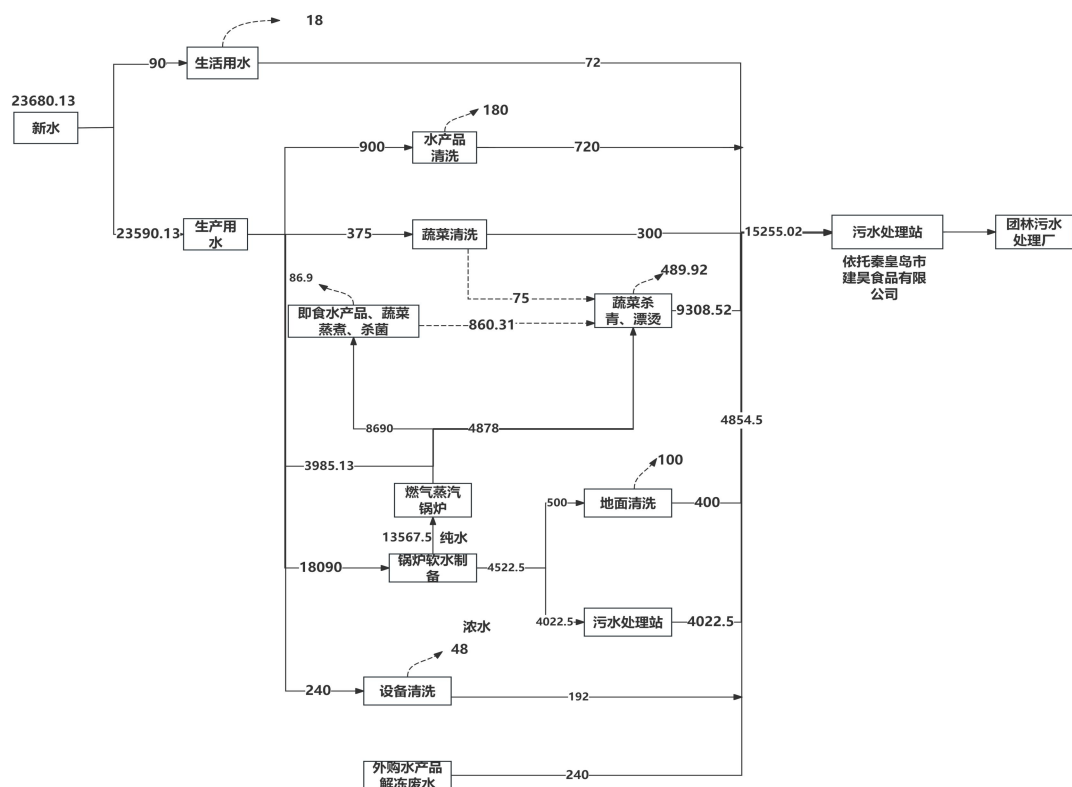 18
90
生活用水
72
23680.13
新水
180
900
水产品
清洗
720
23590.13
生产用
水
375
蔬菜清洗
300
15255.02
污水处理站
团林污水
处理厂
依托秦皇岛市
建昊食品有限
公司
86.9
489.92
75
即食水产品、蔬菜
蒸煮、杀菌
860.31
蔬菜杀
青、漂烫
9308.52
8690
4878
4854.5
3985.13
100
燃气蒸汽
锅炉
500
地面清洗
400
13567.5
纯水
18090
锅炉软水制
备
4522.5
4022.5
污水处理站
4022.5
浓水
48
240
设备清洗
192
外购水产品
解冻废水
240